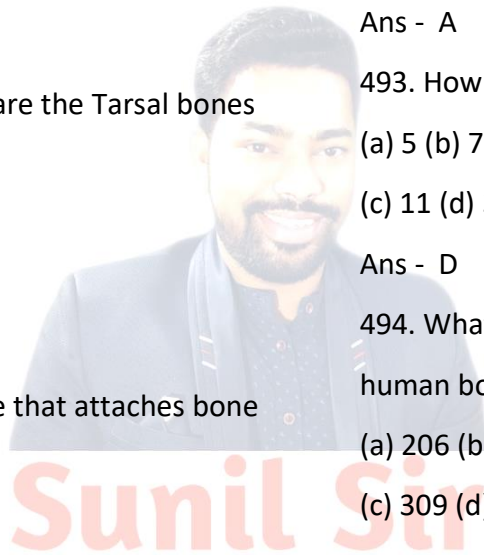 are the Tarsal bones
e that attaches bone
Ans - A
493. How
(a) 5 (b) 7
(c) 11 (d)
Ans - D
494. Wha
human bo
(a) 206 (b
(c) 309 (d)
Sunil Sir